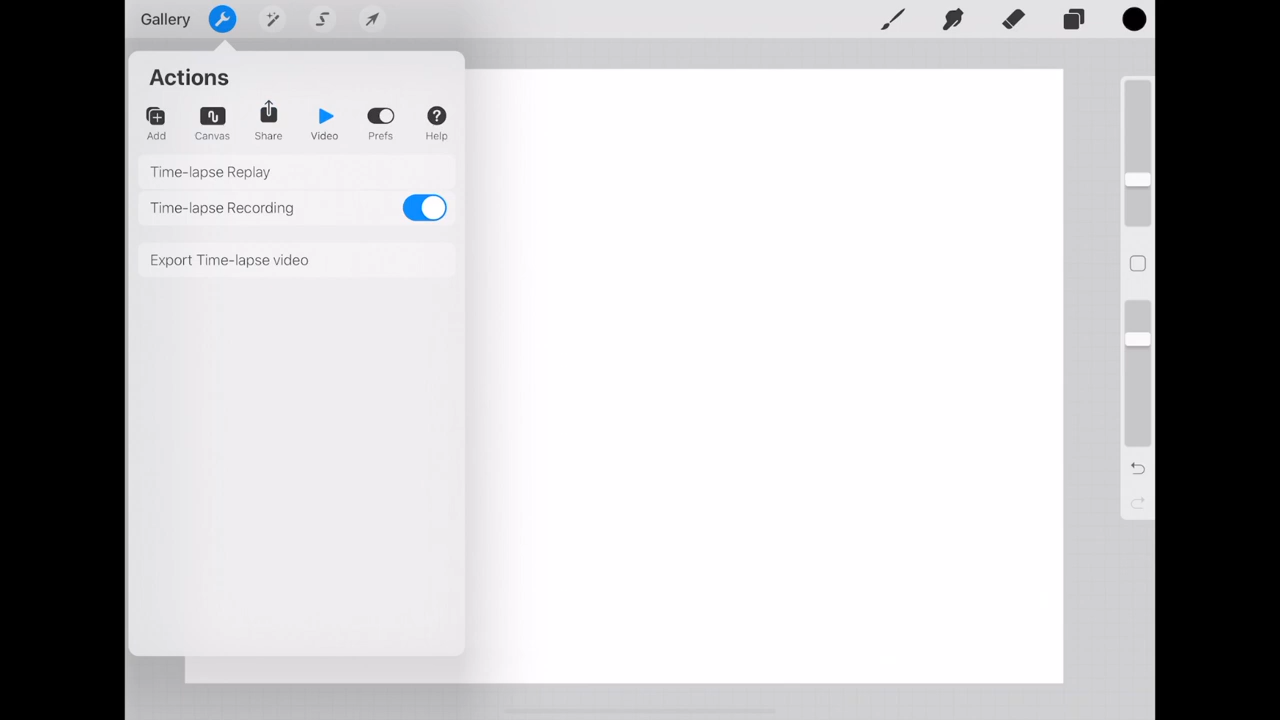 Gallery
Actions
Add Canvas Share Video Prefs Help
Time-lapse Replay
Time-lapse Recording
Export Time-lapse video